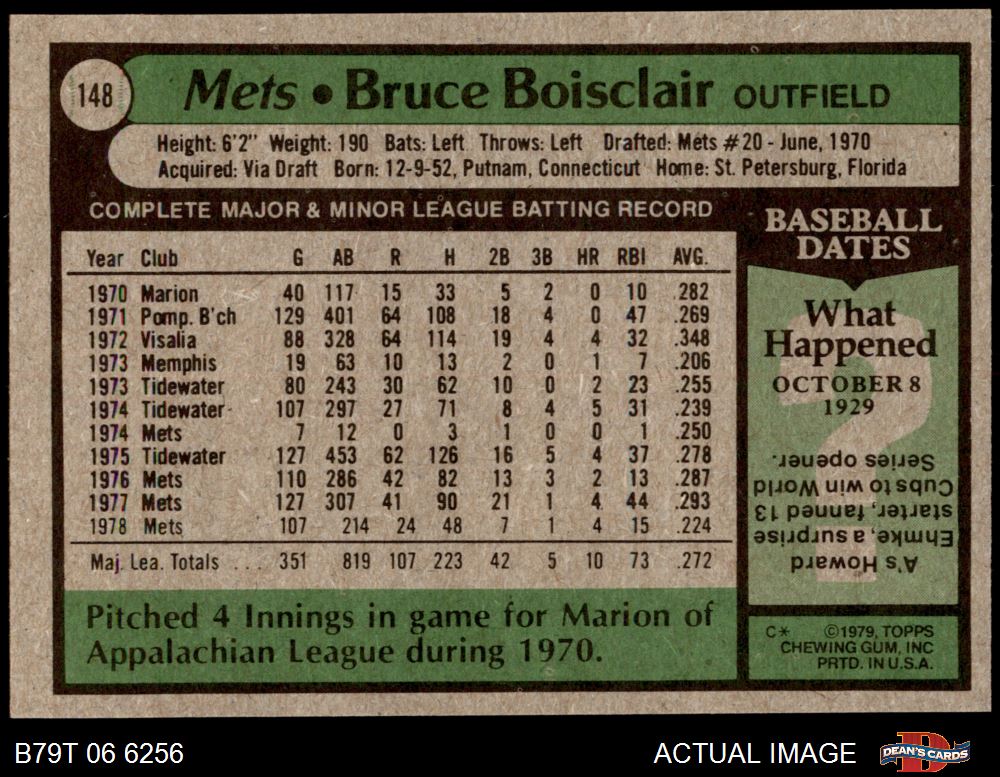 148
Mets • Bruce Boisclair OUTFIELD
Height: 6'2" Weight: 190 Bats: Left Throws: Left Drafted: Mets #20 - June, 1970
Acquired: Via Draft Born: 12-9-52, Putnam, Connecticut Home: St. Petersburg, Florida
COMPLETE MAJOR & MINOR LEAGUE BATTING RECORD
Year Club G AB R H 2B 3B HR RBI AVG.
1970 Marion 40 117 15 33 5 2 0 10 .282
1971 Pomp. B'ch 129 401 64 108 18 4 0 47 .269
1972 Visalia 88 328 64 114 19 4 4 32 .348
1973 Memphis 19 63 10 13 2 0 1 7 .206
1973 Tidewater 80 243 30 62 10 0 2 23 .255
1974 Tidewater 107 297 27 71 8 4 5 31 .239
1974 Mets 7 12 0 3 1 0 0 1 .250
1975 Tidewater 127 453 62 126 16 5 4 37 .278
1976 Mets 110 286 42 82 13 3 2 13 .287
1977 Mets 127 307 41 90 21 1 4 44 .293
1978 Mets 107 214 24 48 7 1 4 15 .224
Maj. Lea. Totals ... 351 819 107 223 42 5 10 73 .272
Pitched 4 Innings in game for Marion of
Appalachian League during 1970.
BASEBALL
DATES
What
Happened
OCTOBER 8
1929
A's Howard
Ehmke, a surprise
starter, fanned 13
Cubs to win World
Series opener.
C* ©1979, TOPPS
CHEWING GUM, INC
PRTD. IN U.S.A.
B79T 06 6256
ACTUAL IMAGE
DEAN'S CARDS